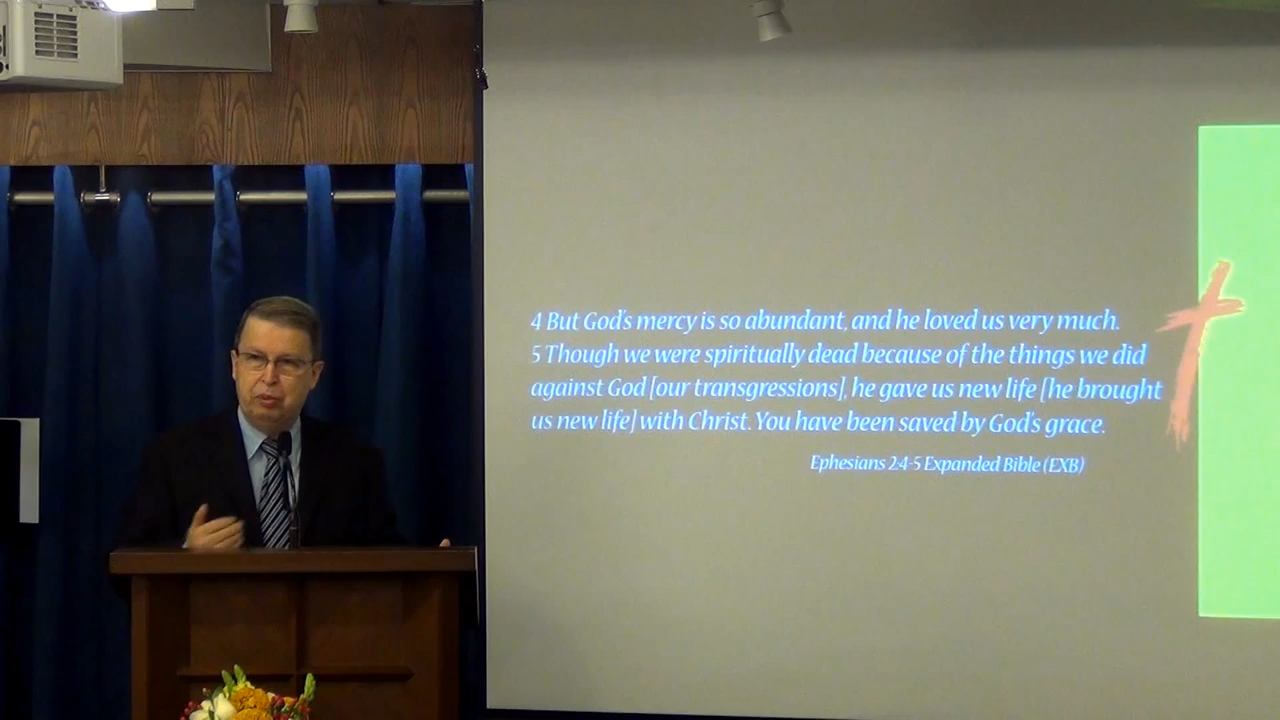 4 But God's mercy is so abundant, and he loved us very much.
5 Though we were spiritually dead because of the things we did
against God [our transgressions], he gave us new life [he brought
us new life] with Christ. You have been saved by God's grace.
Ephesians 2:4-5 Expanded Bible (EXB)